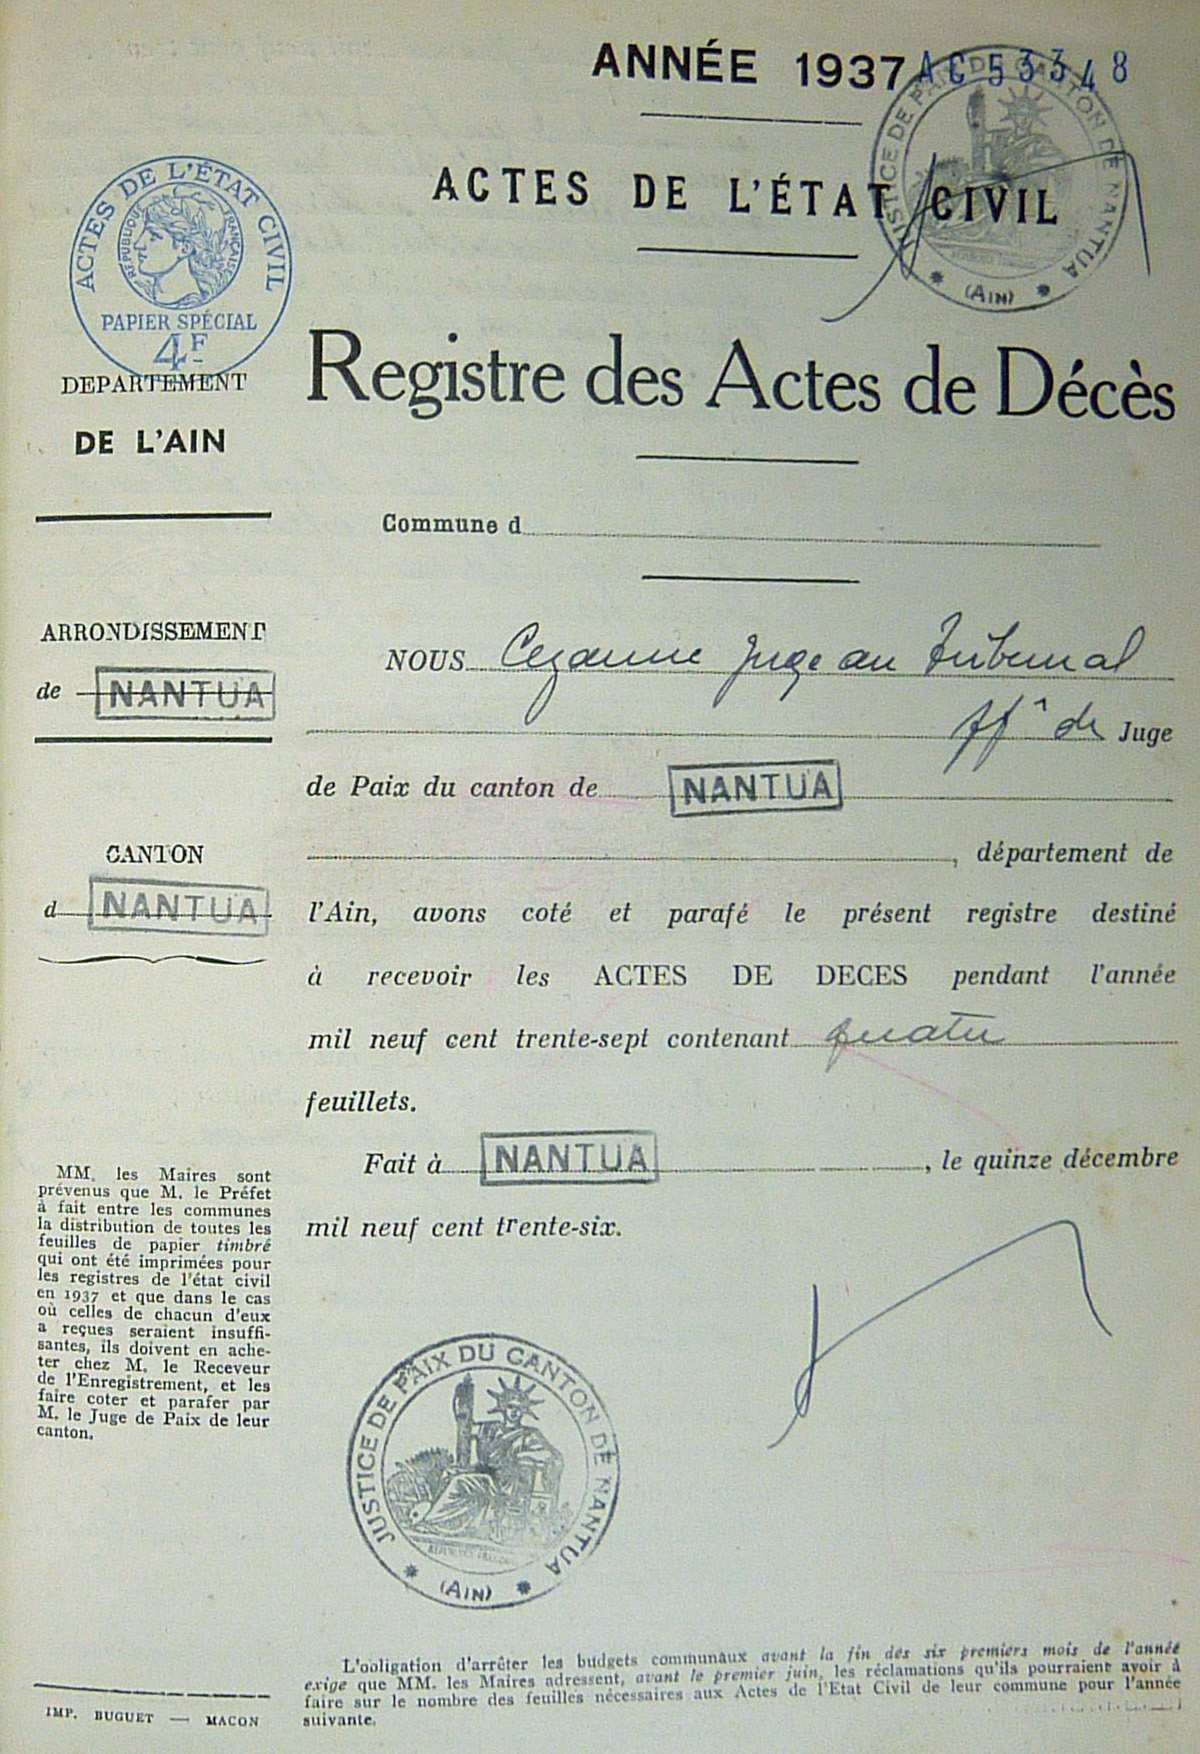 ANNÉE 1937 AC53348
JUSTICE DE PAIX DU CANTON DE NANTUA
* (AIN) *
ACTES DE L'ÉTAT CIVIL
ACTES DE L'ÉTAT CIVIL
RÉPUBLIQUE FRANÇAISE
PAPIER SPÉCIAL
4F
Registre des Actes de Décès
DEPARTEMENT
DE L'AIN
Commune d
ARRONDISSEMENT
de NANTUA
CANTON
d NANTUA
NOUS Cezanne Juge au Tribunal
ff^n de Juge
de Paix du canton de NANTUA
, département de
l'Ain, avons coté et parafé le présent registre destiné
à recevoir les ACTES DE DECES pendant l'année
mil neuf cent trente-sept contenant quatre
feuillets.
Fait à NANTUA , le quinze décembre
mil neuf cent trente-six.
MM. les Maires sont
prévenus que M. le Préfet
à fait entre les communes
la distribution de toutes les
feuilles de papier timbré
qui ont été imprimées pour
les registres de l'état civil
en 1937 et que dans le cas
où celles de chacun d'eux
a reçues seraient insuffi-
santes, ils doivent en ache-
ter chez M. le Receveur
de l'Enregistrement, et les
faire coter et parafer par
M. le Juge de Paix de leur
canton.
JUSTICE DE PAIX DU CANTON DE NANTUA
* (AIN) *
L'obligation d'arrêter les budgets communaux avant la fin des six premiers mois de l'année
exige que MM. les Maires adressent, avant le premier juin, les réclamations qu'ils pourraient avoir à
faire sur le nombre des feuilles nécessaires aux Actes de l'Etat Civil de leur commune pour l'année
suivante.
IMP. BUGUET — MACON